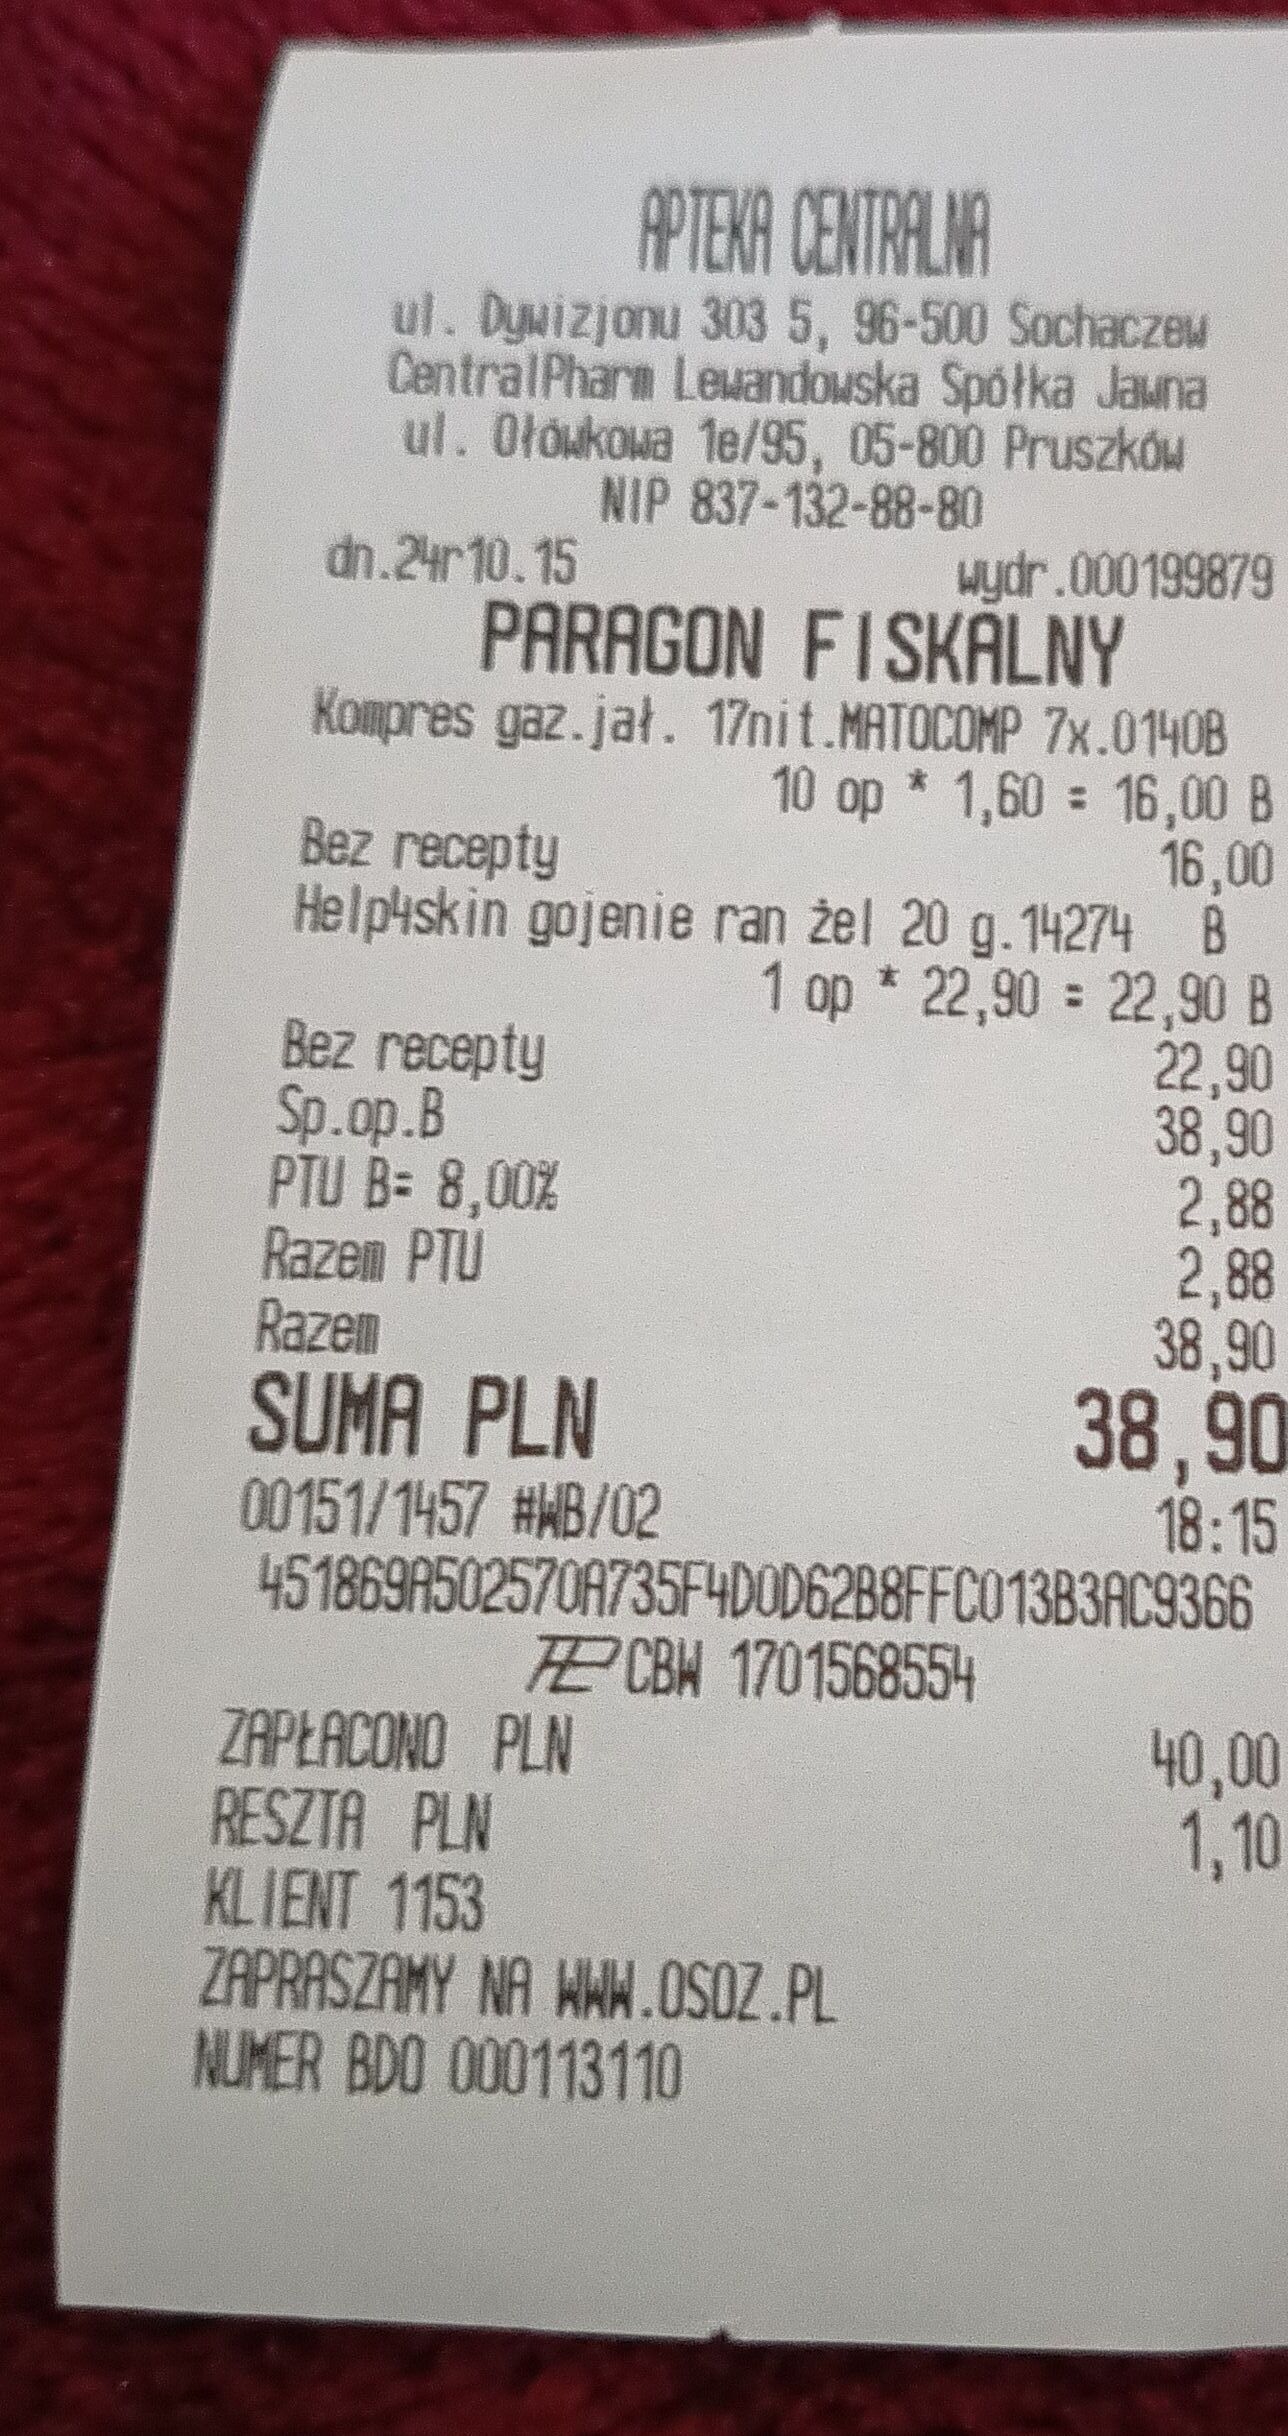 APTEKA CENTRALNA
ul. Dywizjonu 303 5, 96-500 Sochaczew
CentralPharm Lewandowska Spółka Jawna
ul. Ołówkowa 1e/95, 05-800 Pruszków
NIP 837-132-88-80
dn.24r10.15 wydr.000199879
PARAGON FISKALNY
Kompres gaz.jał. 17nit.MATOCOMP 7x.0140B
10 op * 1,60 = 16,00 B
Bez recepty 16,00
Help4skin gojenie ran żel 20 g.14274 B
1 op * 22,90 = 22,90 B
Bez recepty 22,90
Sp.op.B 38,90
PTU B= 8,00% 2,88
Razem PTU 2,88
Razem 38,90
SUMA PLN 38,90
00151/1457 #WB/02 18:15
451869A502570A735F4D0D62B8FFC013B3AC9366
CBW 1701568554
ZAPŁACONO PLN 40,00
RESZTA PLN 1,10
KLIENT 1153
ZAPRASZAMY NA WWW.OSOZ.PL
NUMER BDO 000113110